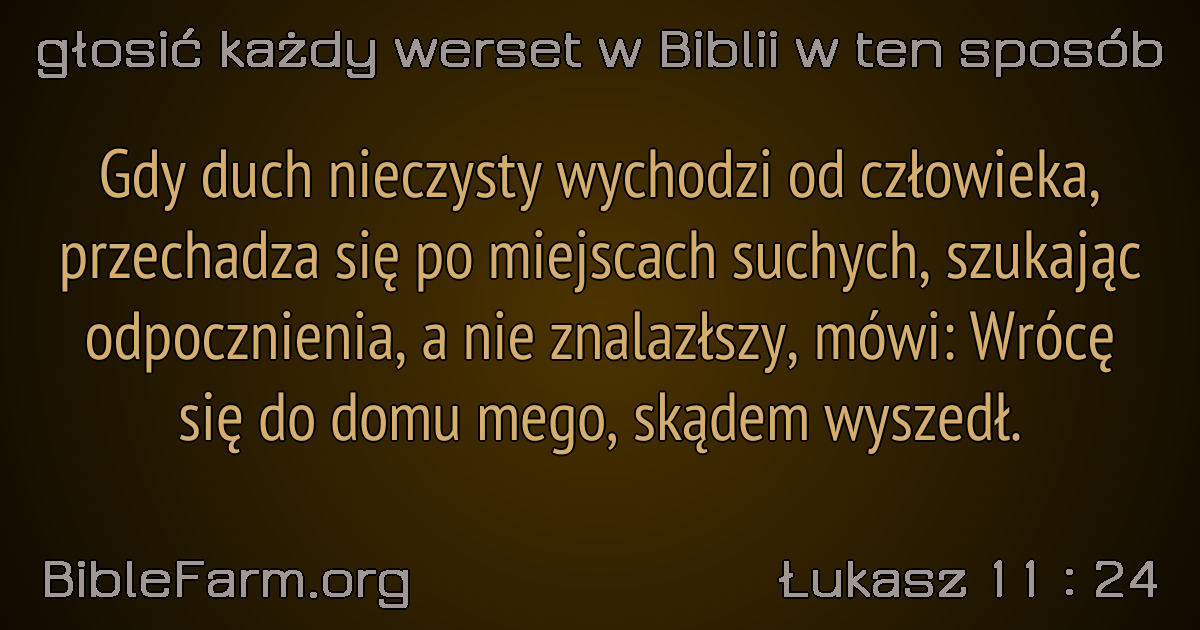 głosić każdy werset w Biblii w ten sposób
Gdy duch nieczysty wychodzi od człowieka,
przechadza się po miejscach suchych, szukając
odpocznienia, a nie znalazłszy, mówi: Wrócę
się do domu mego, skądem wyszedł.
BibleFarm.org
Łukasz 11 : 24